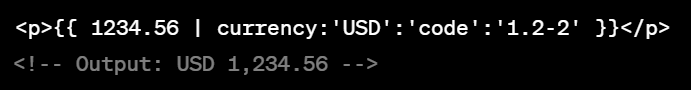 <p>{{ 1234.56 | currency:'USD':'code':'1.2-2' }}</p>
<!-- Output: USD 1,234.56 -->